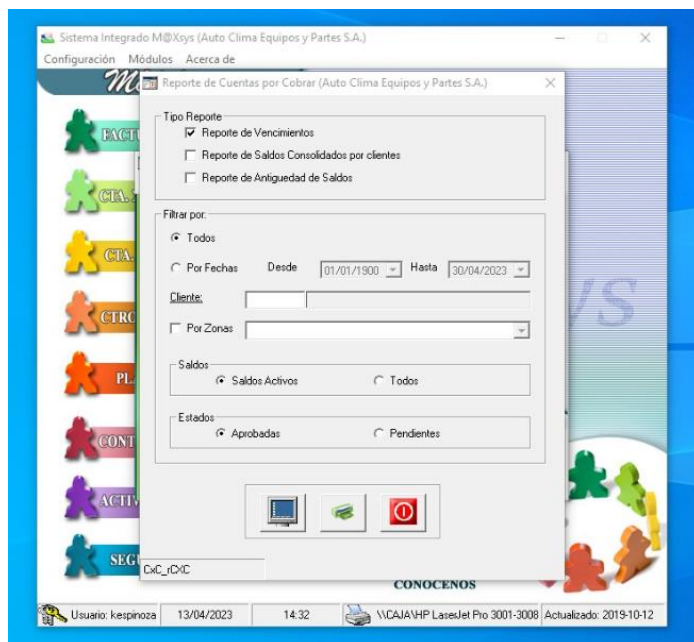 Sistema Integrado M@Xsys (Auto Clima Equipos y Partes S.A.)
Configuración Módulos Acerca de
Reporte de Cuentas por Cobrar (Auto Clima Equipos y Partes S.A.)
Tipo Reporte
Reporte de Vencimientos
Reporte de Saldos Consolidados por clientes
Reporte de Antiguedad de Saldos
Filtrar por:
Todos
Por Fechas Desde 01/01/1900 Hasta 30/04/2023
Cliente:
Por Zonas
Saldos
Saldos Activos Todos
Estados
Aprobadas Pendientes
CxC_rCXC
FACTU
CTA.
CTA.
CTRO
PL
CONT
ACTIV
SEGU
CONOCENOS
Usuario: kespinoza 13/04/2023 14:32 \\CAJA\HP LaserJet Pro 3001-3008 Actualizado: 2019-10-12